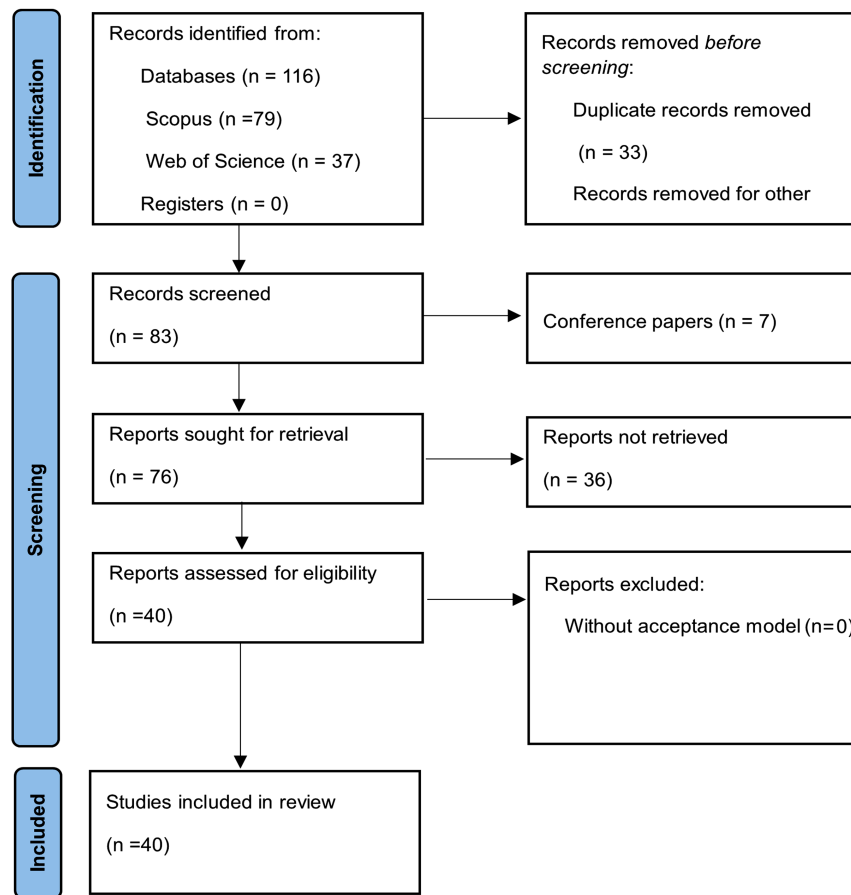 Identification
Records identified from:
Databases (n = 116)
Scopus (n =79)
Web of Science (n = 37)
Registers (n = 0)
Records removed before
screening:
Duplicate records removed
(n = 33)
Records removed for other
Screening
Records screened
(n = 83)
Conference papers (n = 7)
Reports sought for retrieval
(n = 76)
Reports not retrieved
(n = 36)
Reports assessed for eligibility
(n =40)
Reports excluded:
Without acceptance model (n=0)
Included
Studies included in review
(n =40)